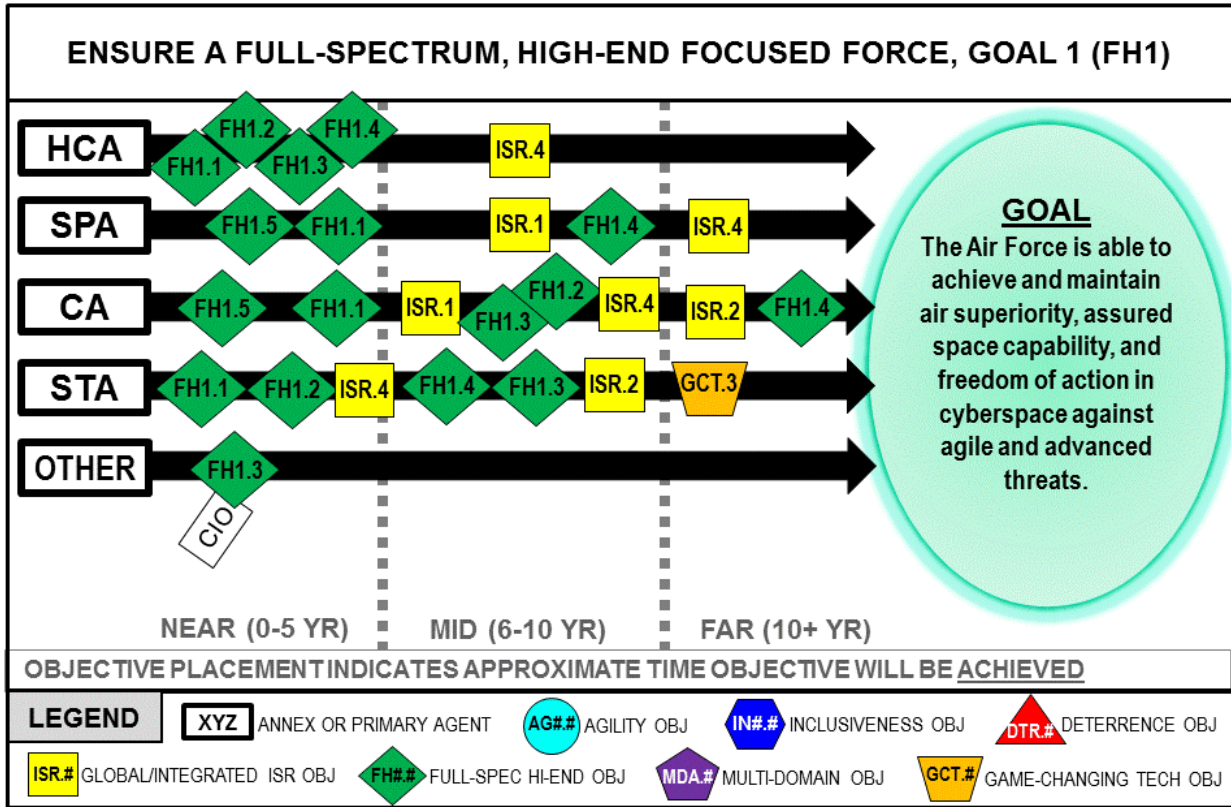 ENSURE A FULL-SPECTRUM, HIGH-END FOCUSED FORCE, GOAL 1 (FH1)
HCA
FH1.1
FH1.2
FH1.3
FH1.4
ISR.4
SPA
FH1.5
FH1.1
ISR.1
FH1.4
ISR.4
CA
FH1.5
FH1.1
ISR.1
FH1.3
FH1.2
ISR.4
ISR.2
FH1.4
STA
FH1.1
FH1.2
ISR.4
FH1.4
FH1.3
ISR.2
GCT.3
OTHER
FH1.3
CIO
GOAL
The Air Force is able to
achieve and maintain
air superiority, assured
space capability, and
freedom of action in
cyberspace against
agile and advanced
threats.
NEAR (0-5 YR)
MID (6-10 YR)
FAR (10+ YR)
OBJECTIVE PLACEMENT INDICATES APPROXIMATE TIME OBJECTIVE WILL BE ACHIEVED
LEGEND
XYZ ANNEX OR PRIMARY AGENT
AG#.# AGILITY OBJ
IN#.# INCLUSIVENESS OBJ
DTR.# DETERRENCE OBJ
ISR.# GLOBAL/INTEGRATED ISR OBJ
FH#.# FULL-SPEC HI-END OBJ
MDA.# MULTI-DOMAIN OBJ
GCT.# GAME-CHANGING TECH OBJ